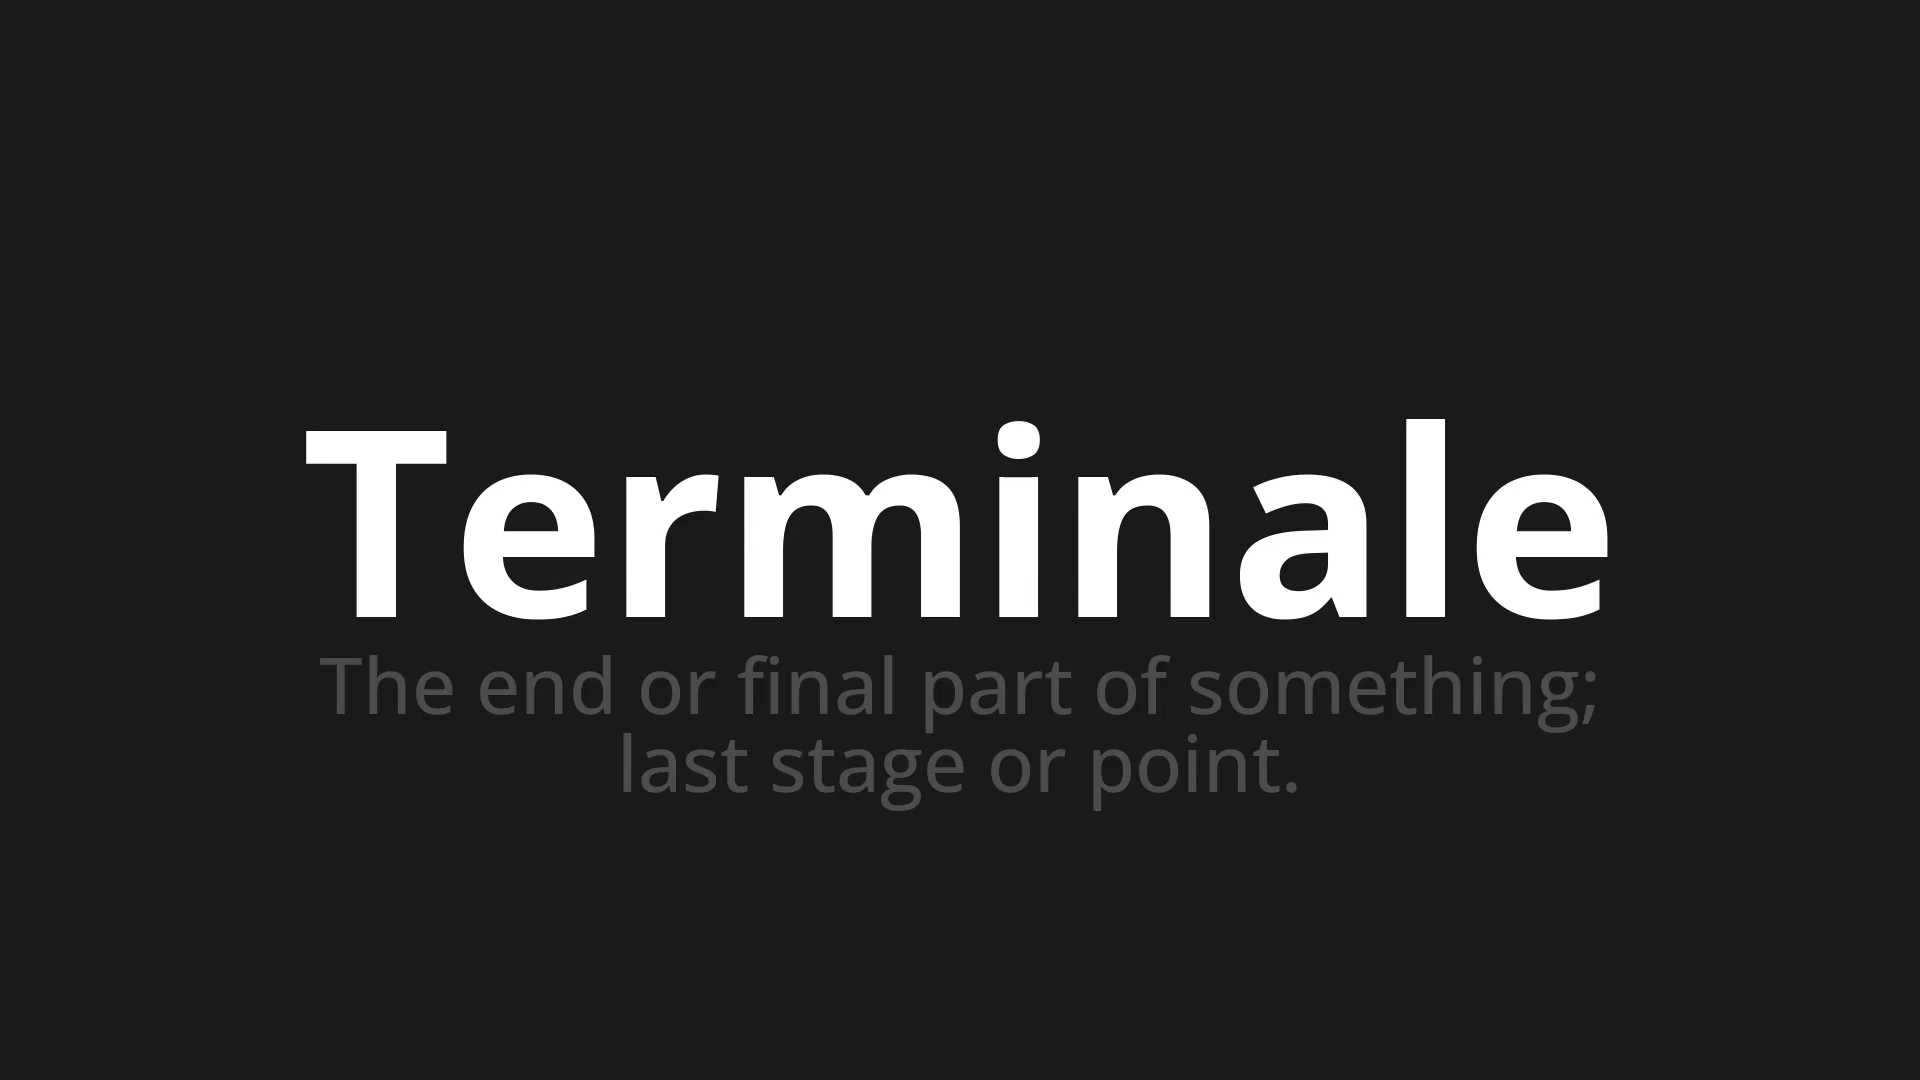 Terminale
The end or final part of something;
last stage or point.